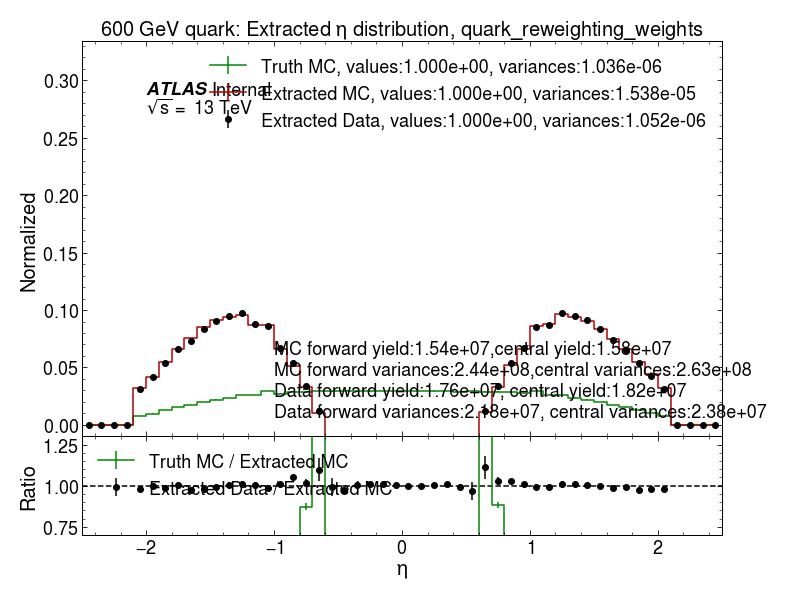 600 GeV quark: Extracted η distribution, quark_reweighting_weights
Truth MC, values:1.000e+00, variances:1.036e-06
ATLAS Internal
Extracted MC, values:1.000e+00, variances:1.538e-05
√s = 13 TeV
Extracted Data, values:1.000e+00, variances:1.052e-06
Normalized
0.30
0.25
0.20
0.15
0.10
0.05
0.00
MC forward yield:1.54e+07,central yield:1.58e+07
MC forward variances:2.44e+08,central variances:2.63e+08
Data forward yield:1.76e+07, central yield:1.82e+07
Data forward variances:2.18e+07, central variances:2.38e+07
Ratio
1.25
1.00
0.75
Truth MC / Extracted MC
Extracted Data / Extracted MC
−2 −1 0 1 2
η